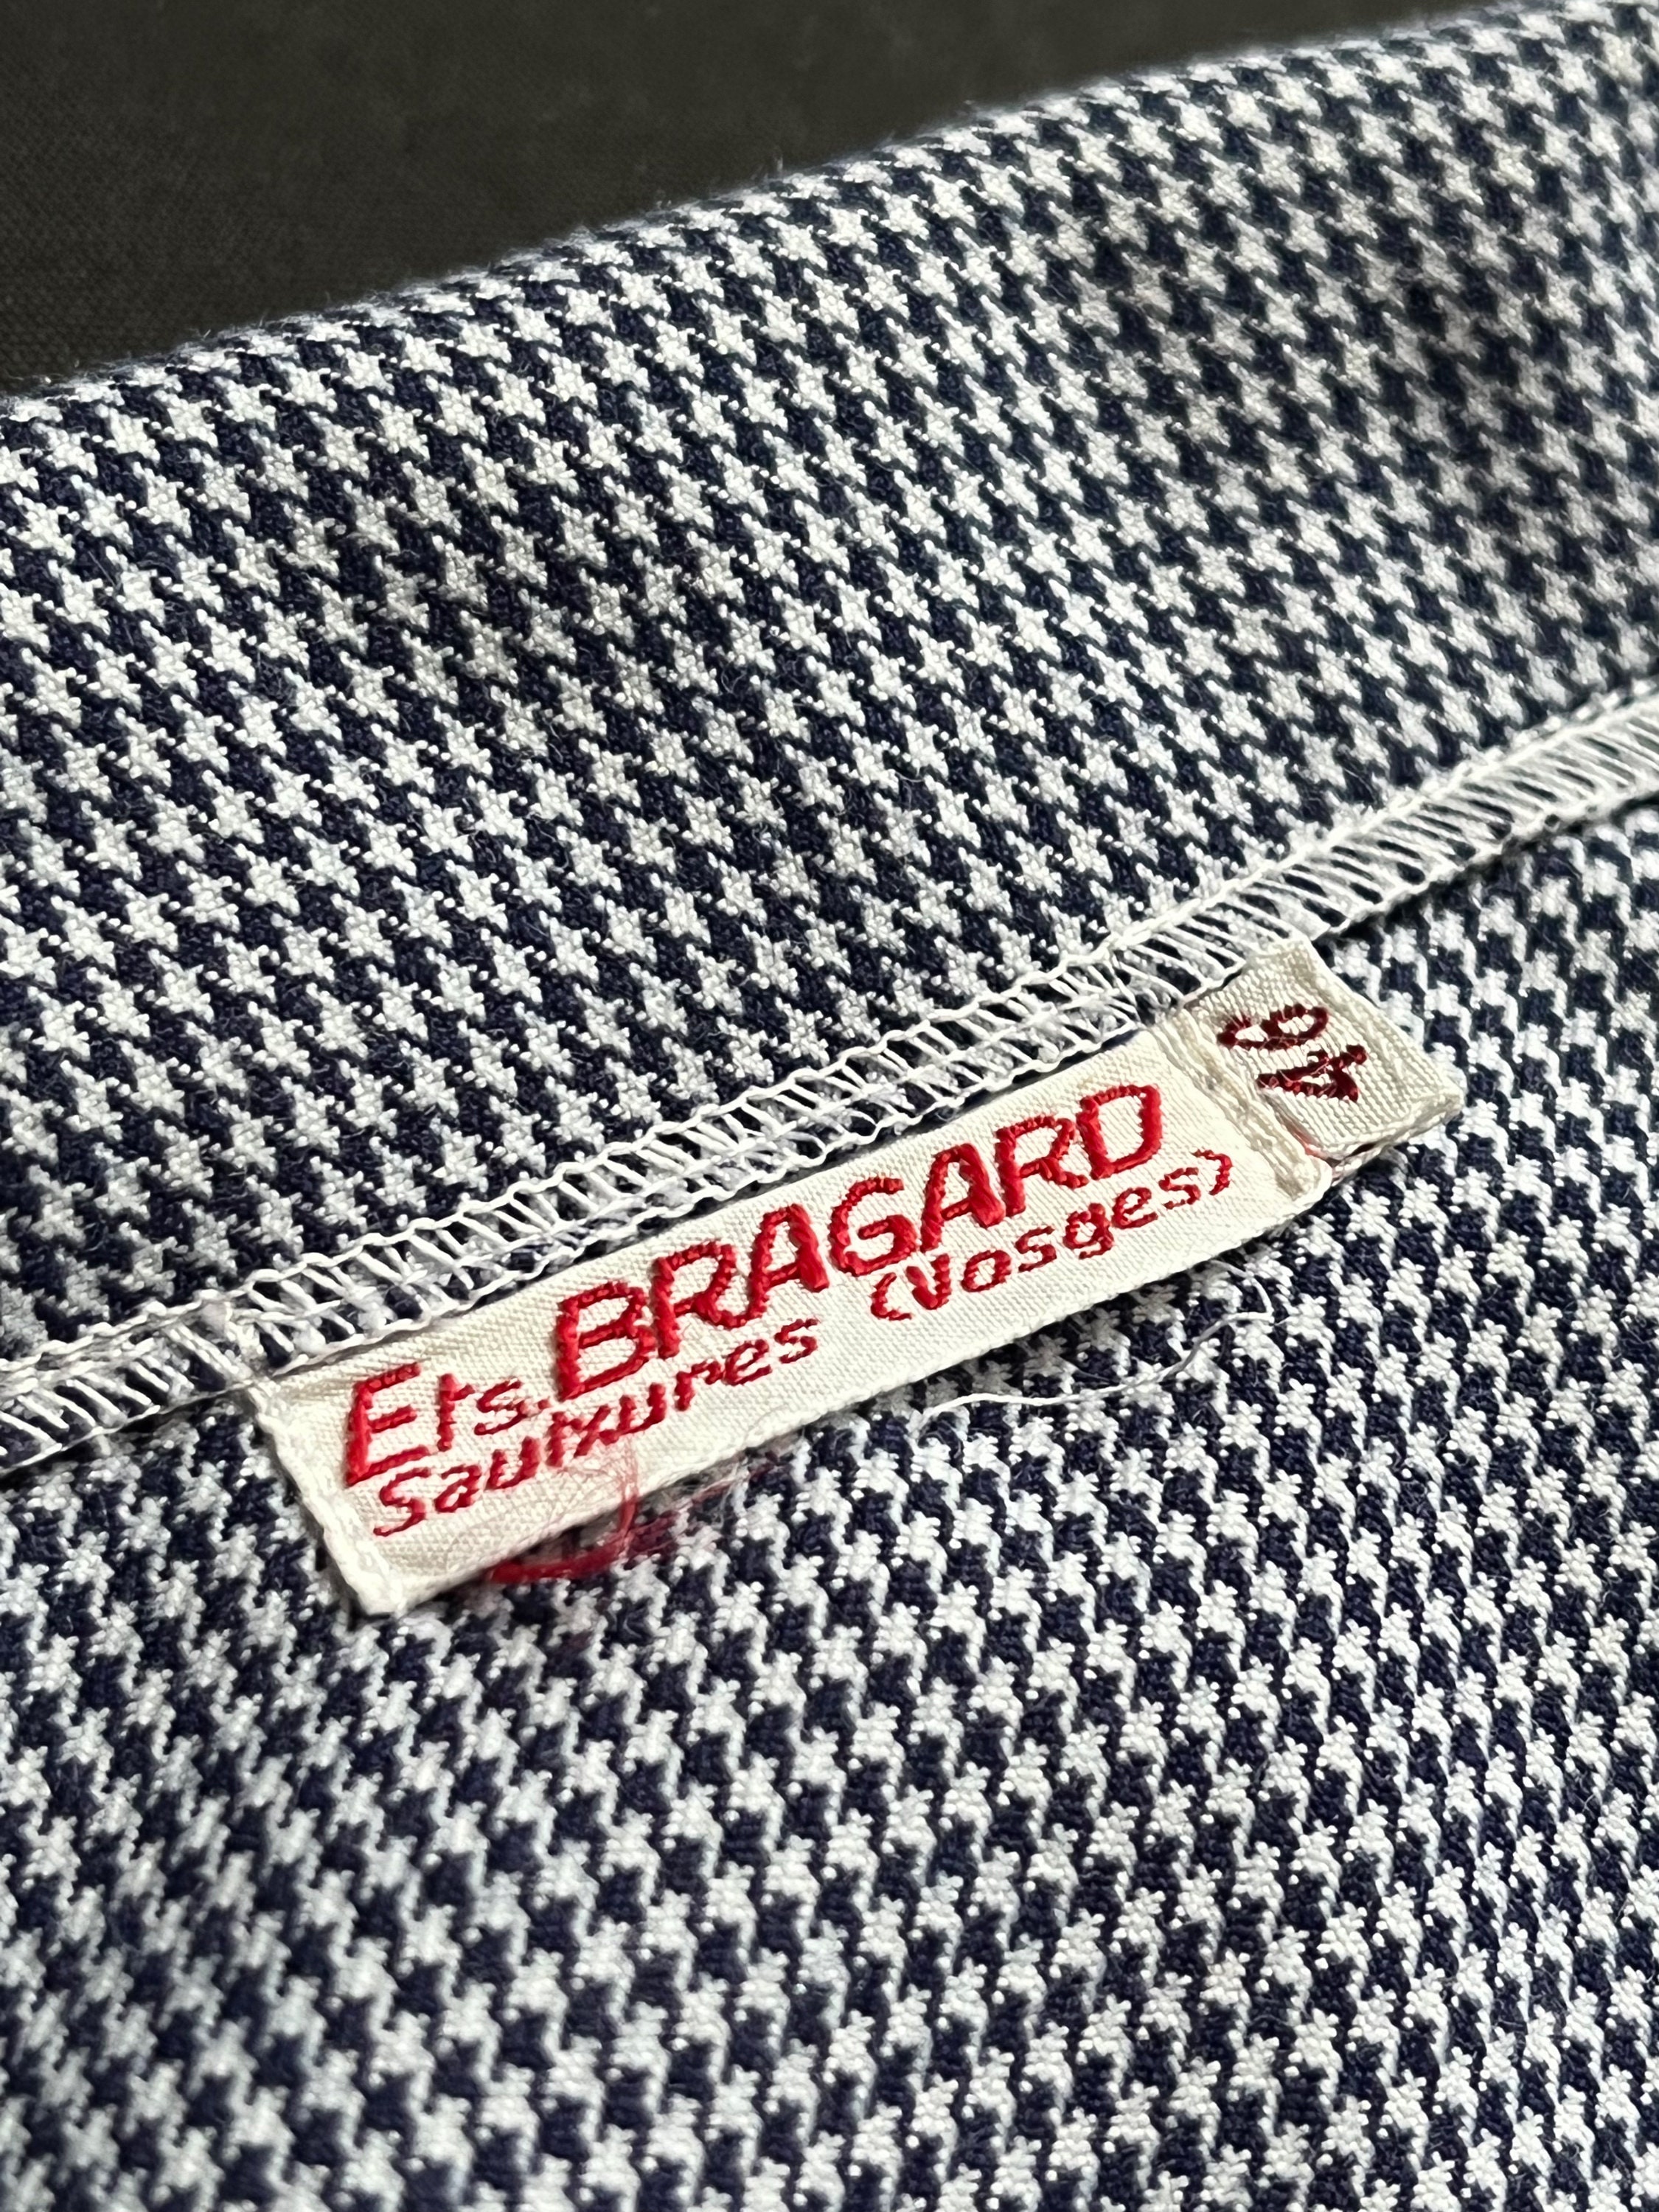 Ets. BRAGARD
Saulxures (Vosges)
46